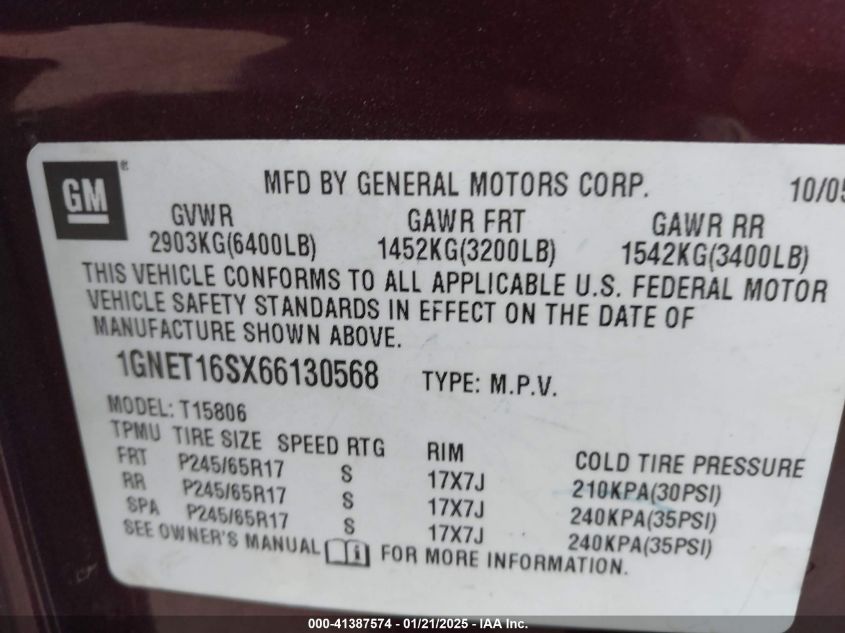 GM ®
MFD BY GENERAL MOTORS CORP. 10/05
GVWR GAWR FRT GAWR RR
2903KG(6400LB) 1452KG(3200LB) 1542KG(3400LB)
THIS VEHICLE CONFORMS TO ALL APPLICABLE U.S. FEDERAL MOTOR
VEHICLE SAFETY STANDARDS IN EFFECT ON THE DATE OF
MANUFACTURE SHOWN ABOVE.
1GNET16SX66130568 TYPE: M.P.V.
MODEL: T15806
TPMU TIRE SIZE SPEED RTG RIM COLD TIRE PRESSURE
FRT P245/65R17 S 17X7J 210KPA(30PSI)
RR P245/65R17 S 17X7J 240KPA(35PSI)
SPA P245/65R17 S 17X7J 240KPA(35PSI)
SEE OWNER'S MANUAL i FOR MORE INFORMATION.
000-41387574 / 01/21/2025 - IAA Inc.